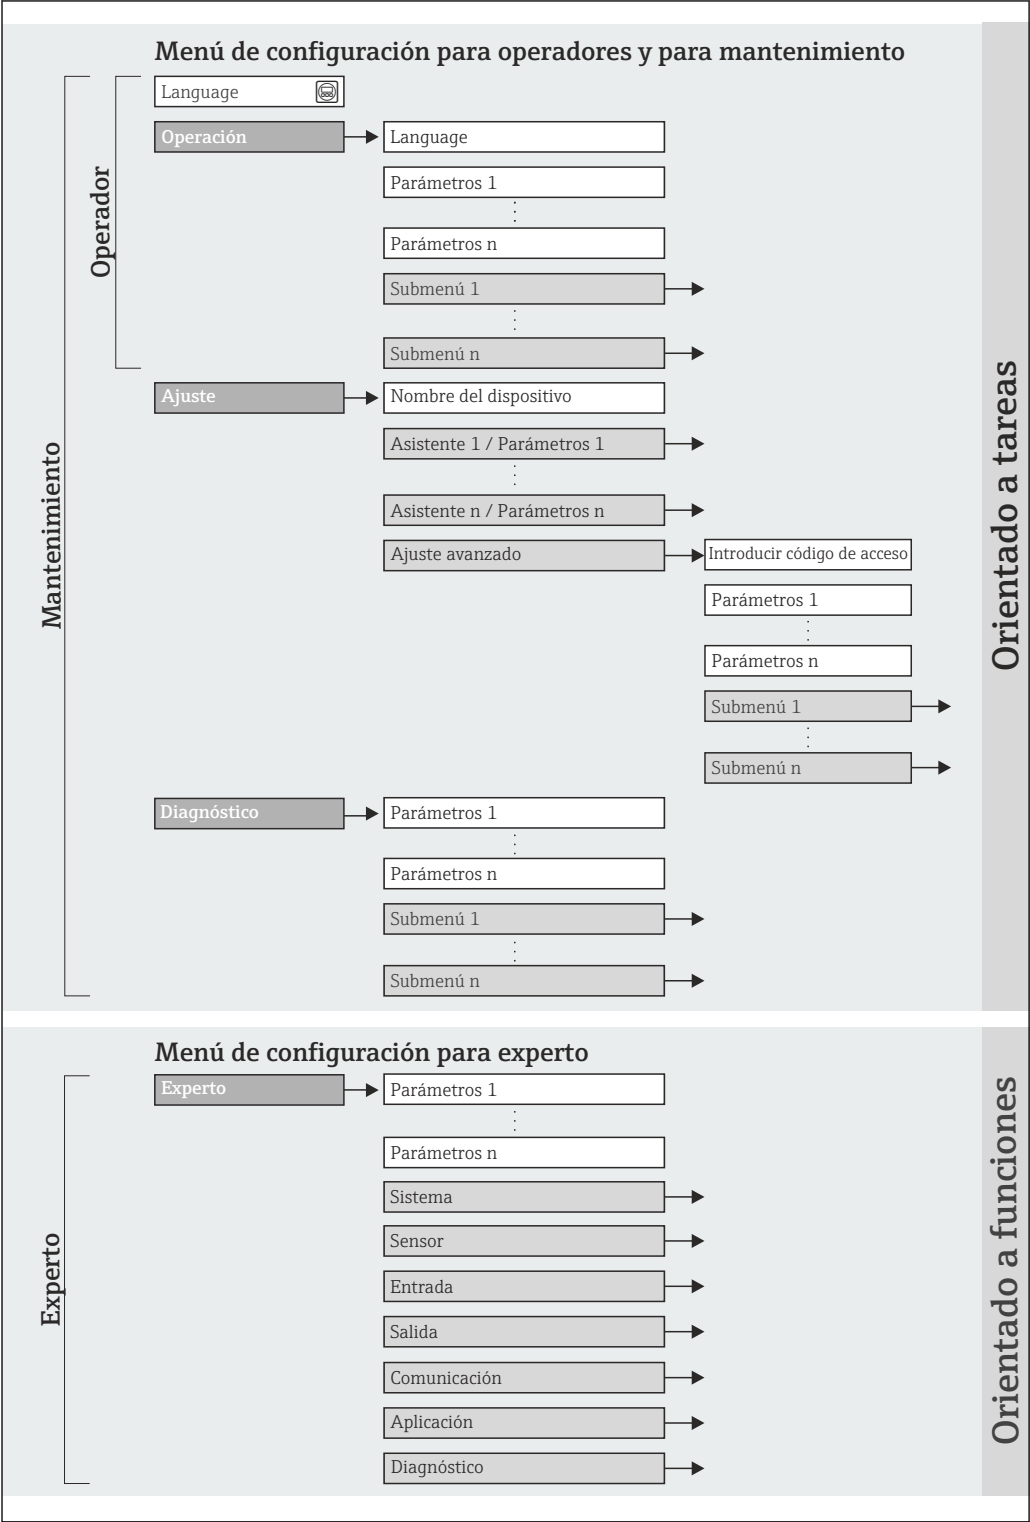 Menú de configuración para operadores y para mantenimiento
Language
Operación
Language
Parámetros 1
Parámetros n
Submenú 1
Submenú n
Operador
Ajuste
Nombre del dispositivo
Asistente 1 / Parámetros 1
Asistente n / Parámetros n
Ajuste avanzado
Introducir código de acceso
Parámetros 1
Parámetros n
Submenú 1
Submenú n
Mantenimiento
Diagnóstico
Parámetros 1
Parámetros n
Submenú 1
Submenú n
Orientado a tareas
Menú de configuración para experto
Experto
Parámetros 1
Parámetros n
Sistema
Sensor
Entrada
Salida
Comunicación
Aplicación
Diagnóstico
Experto
Orientado a funciones